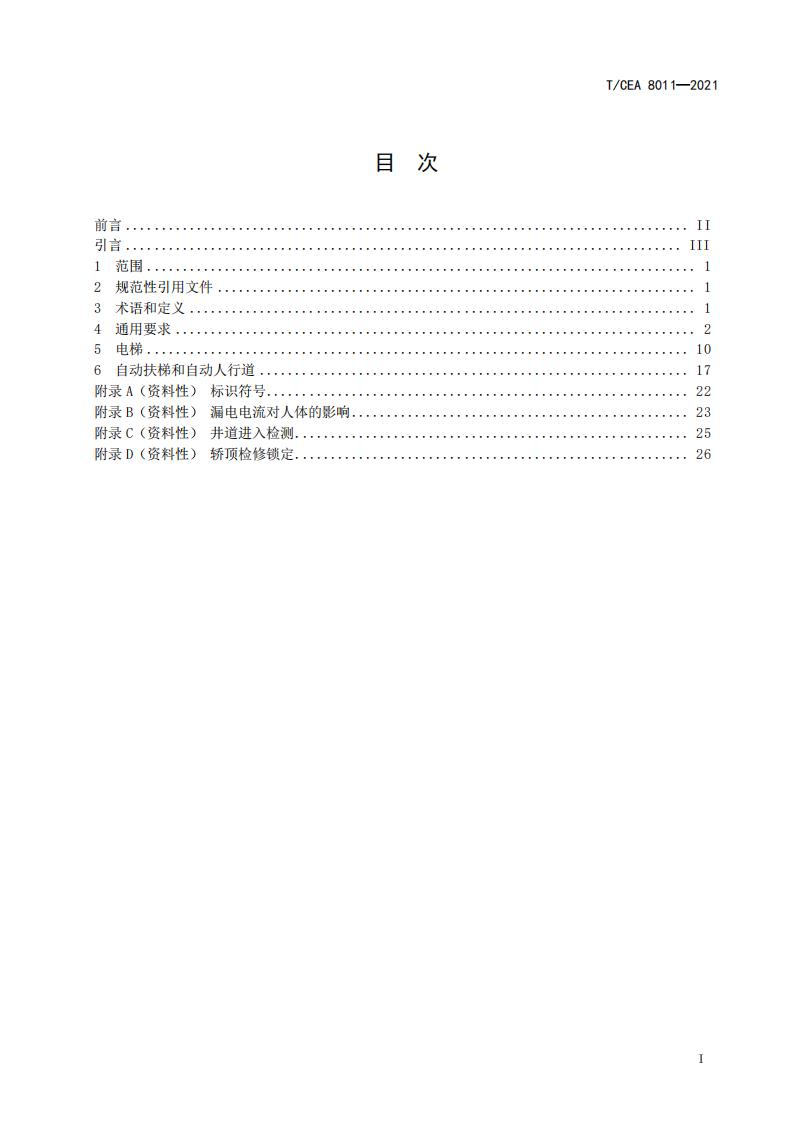 T/CEA 8011—2021
目 次
前言 II
引言 III
1 范围 1
2 规范性引用文件 1
3 术语和定义 1
4 通用要求 2
5 电梯 10
6 自动扶梯和自动人行道 17
附录 A（资料性） 标识符号 22
附录 B（资料性） 漏电电流对人体的影响 23
附录 C（资料性） 井道进入检测 25
附录 D（资料性） 轿顶检修锁定 26
I